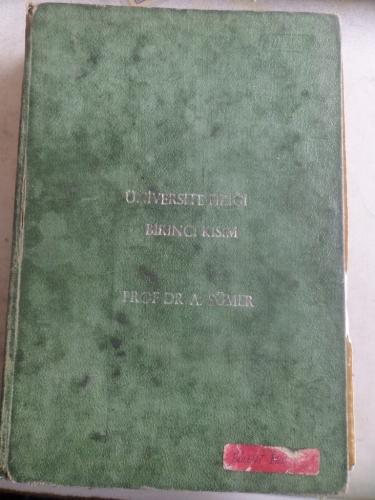 ÜNİVERSİTE FİZİĞİ
BİRİNCİ KISIM
PROF. DR. A. SÜMER